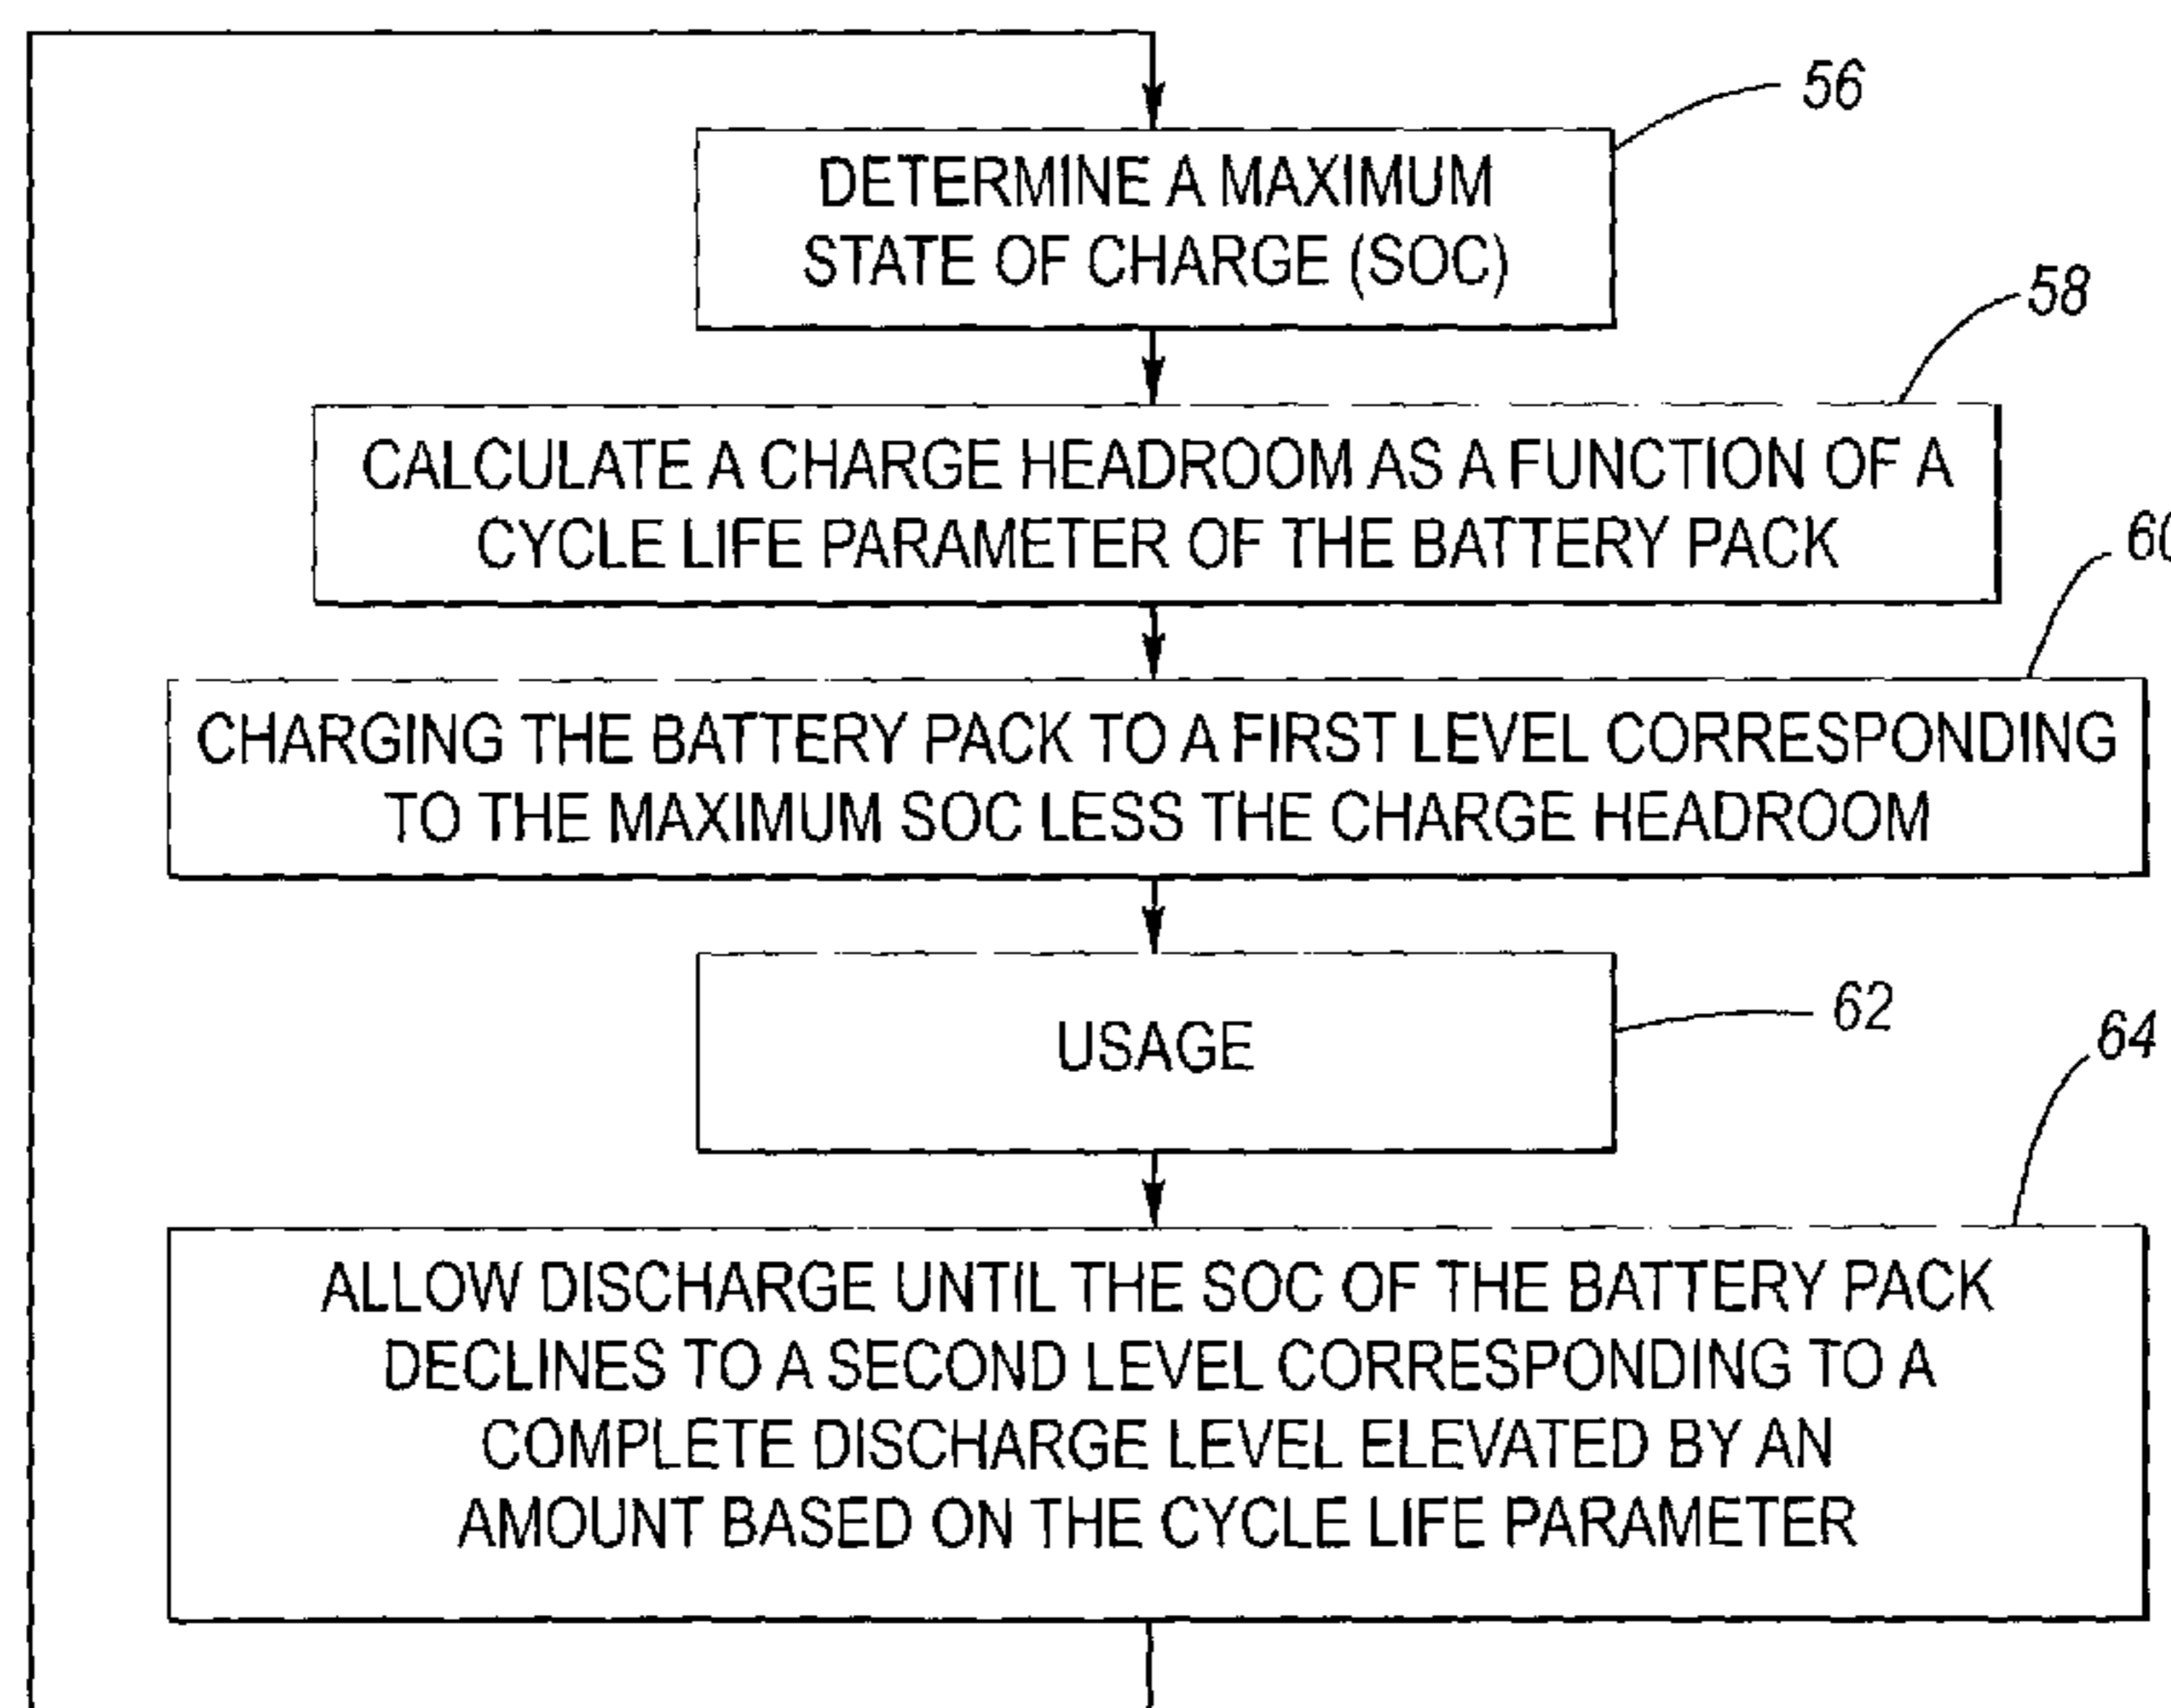 56
DETERMINE A MAXIMUM
STATE OF CHARGE (SOC)
58
CALCULATE A CHARGE HEADROOM AS A FUNCTION OF A
CYCLE LIFE PARAMETER OF THE BATTERY PACK
60
CHARGING THE BATTERY PACK TO A FIRST LEVEL CORRESPONDING
TO THE MAXIMUM SOC LESS THE CHARGE HEADROOM
USAGE
62
64
ALLOW DISCHARGE UNTIL THE SOC OF THE BATTERY PACK
DECLINES TO A SECOND LEVEL CORRESPONDING TO A
COMPLETE DISCHARGE LEVEL ELEVATED BY AN
AMOUNT BASED ON THE CYCLE LIFE PARAMETER